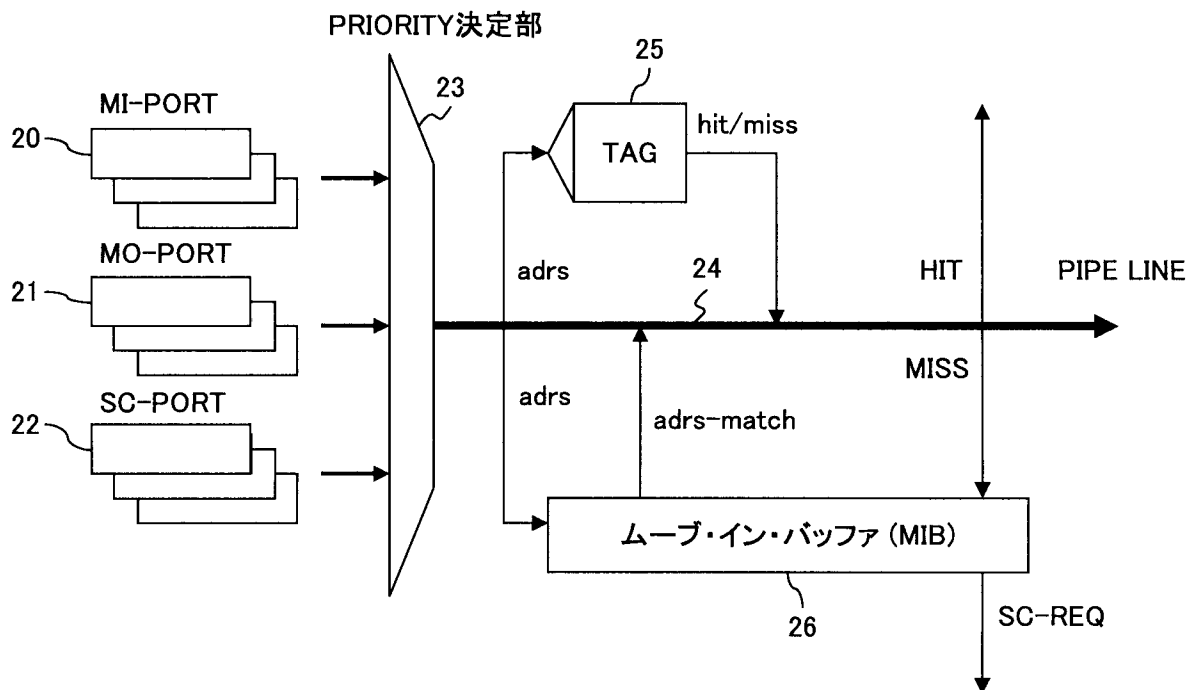 PRIORITY決定部
23
25
MI-PORT
20
hit/miss
TAG
MO-PORT
21
adrs
24
HIT
PIPE LINE
MISS
SC-PORT
22
adrs
adrs-match
ムーブ・イン・バッファ(MIB)
26
SC-REQ